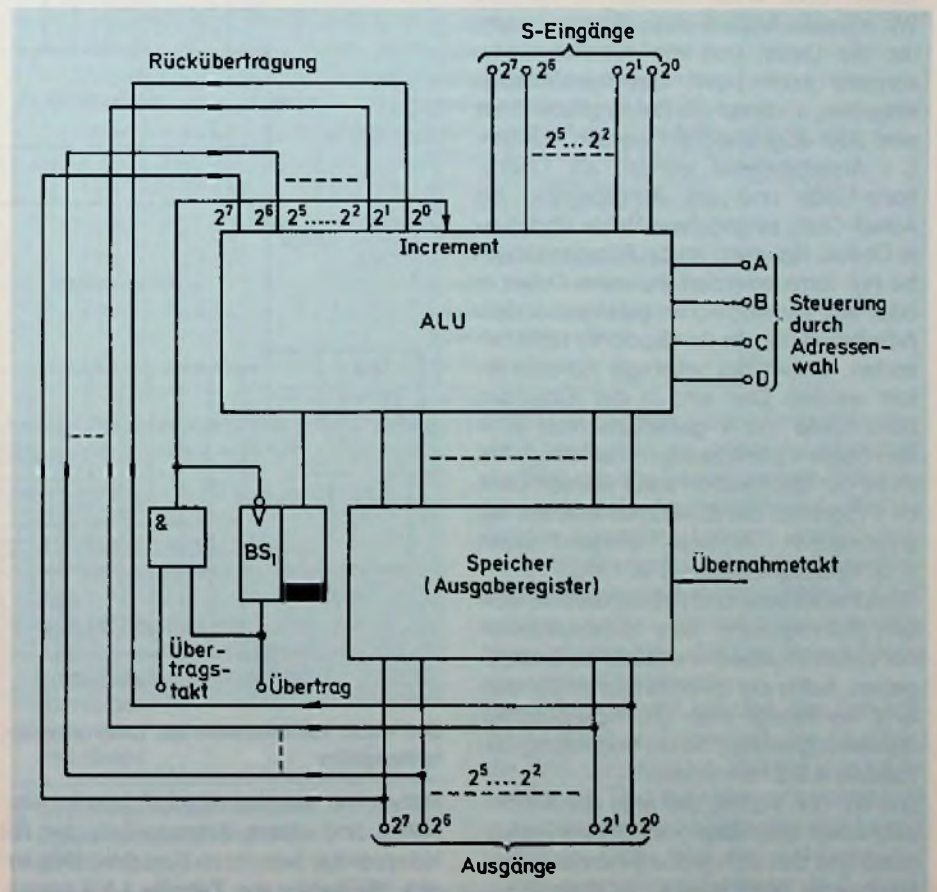 S-Eingänge
Rückübertragung
2⁷ 2⁶ 2¹ 2⁰
2⁵... 2²
2⁷ 2⁶ 2⁵..... 2² 2¹ 2⁰
Increment
A
ALU
B
C
D
Steuerung
durch
Adressen-
wahl
&
BS₁
Speicher
(Ausgaberegister)
Übernahmetakt
Über-
trags-
takt
Übertrag
2⁵.... 2²
2⁷ 2⁶ 2¹ 2⁰
Ausgänge